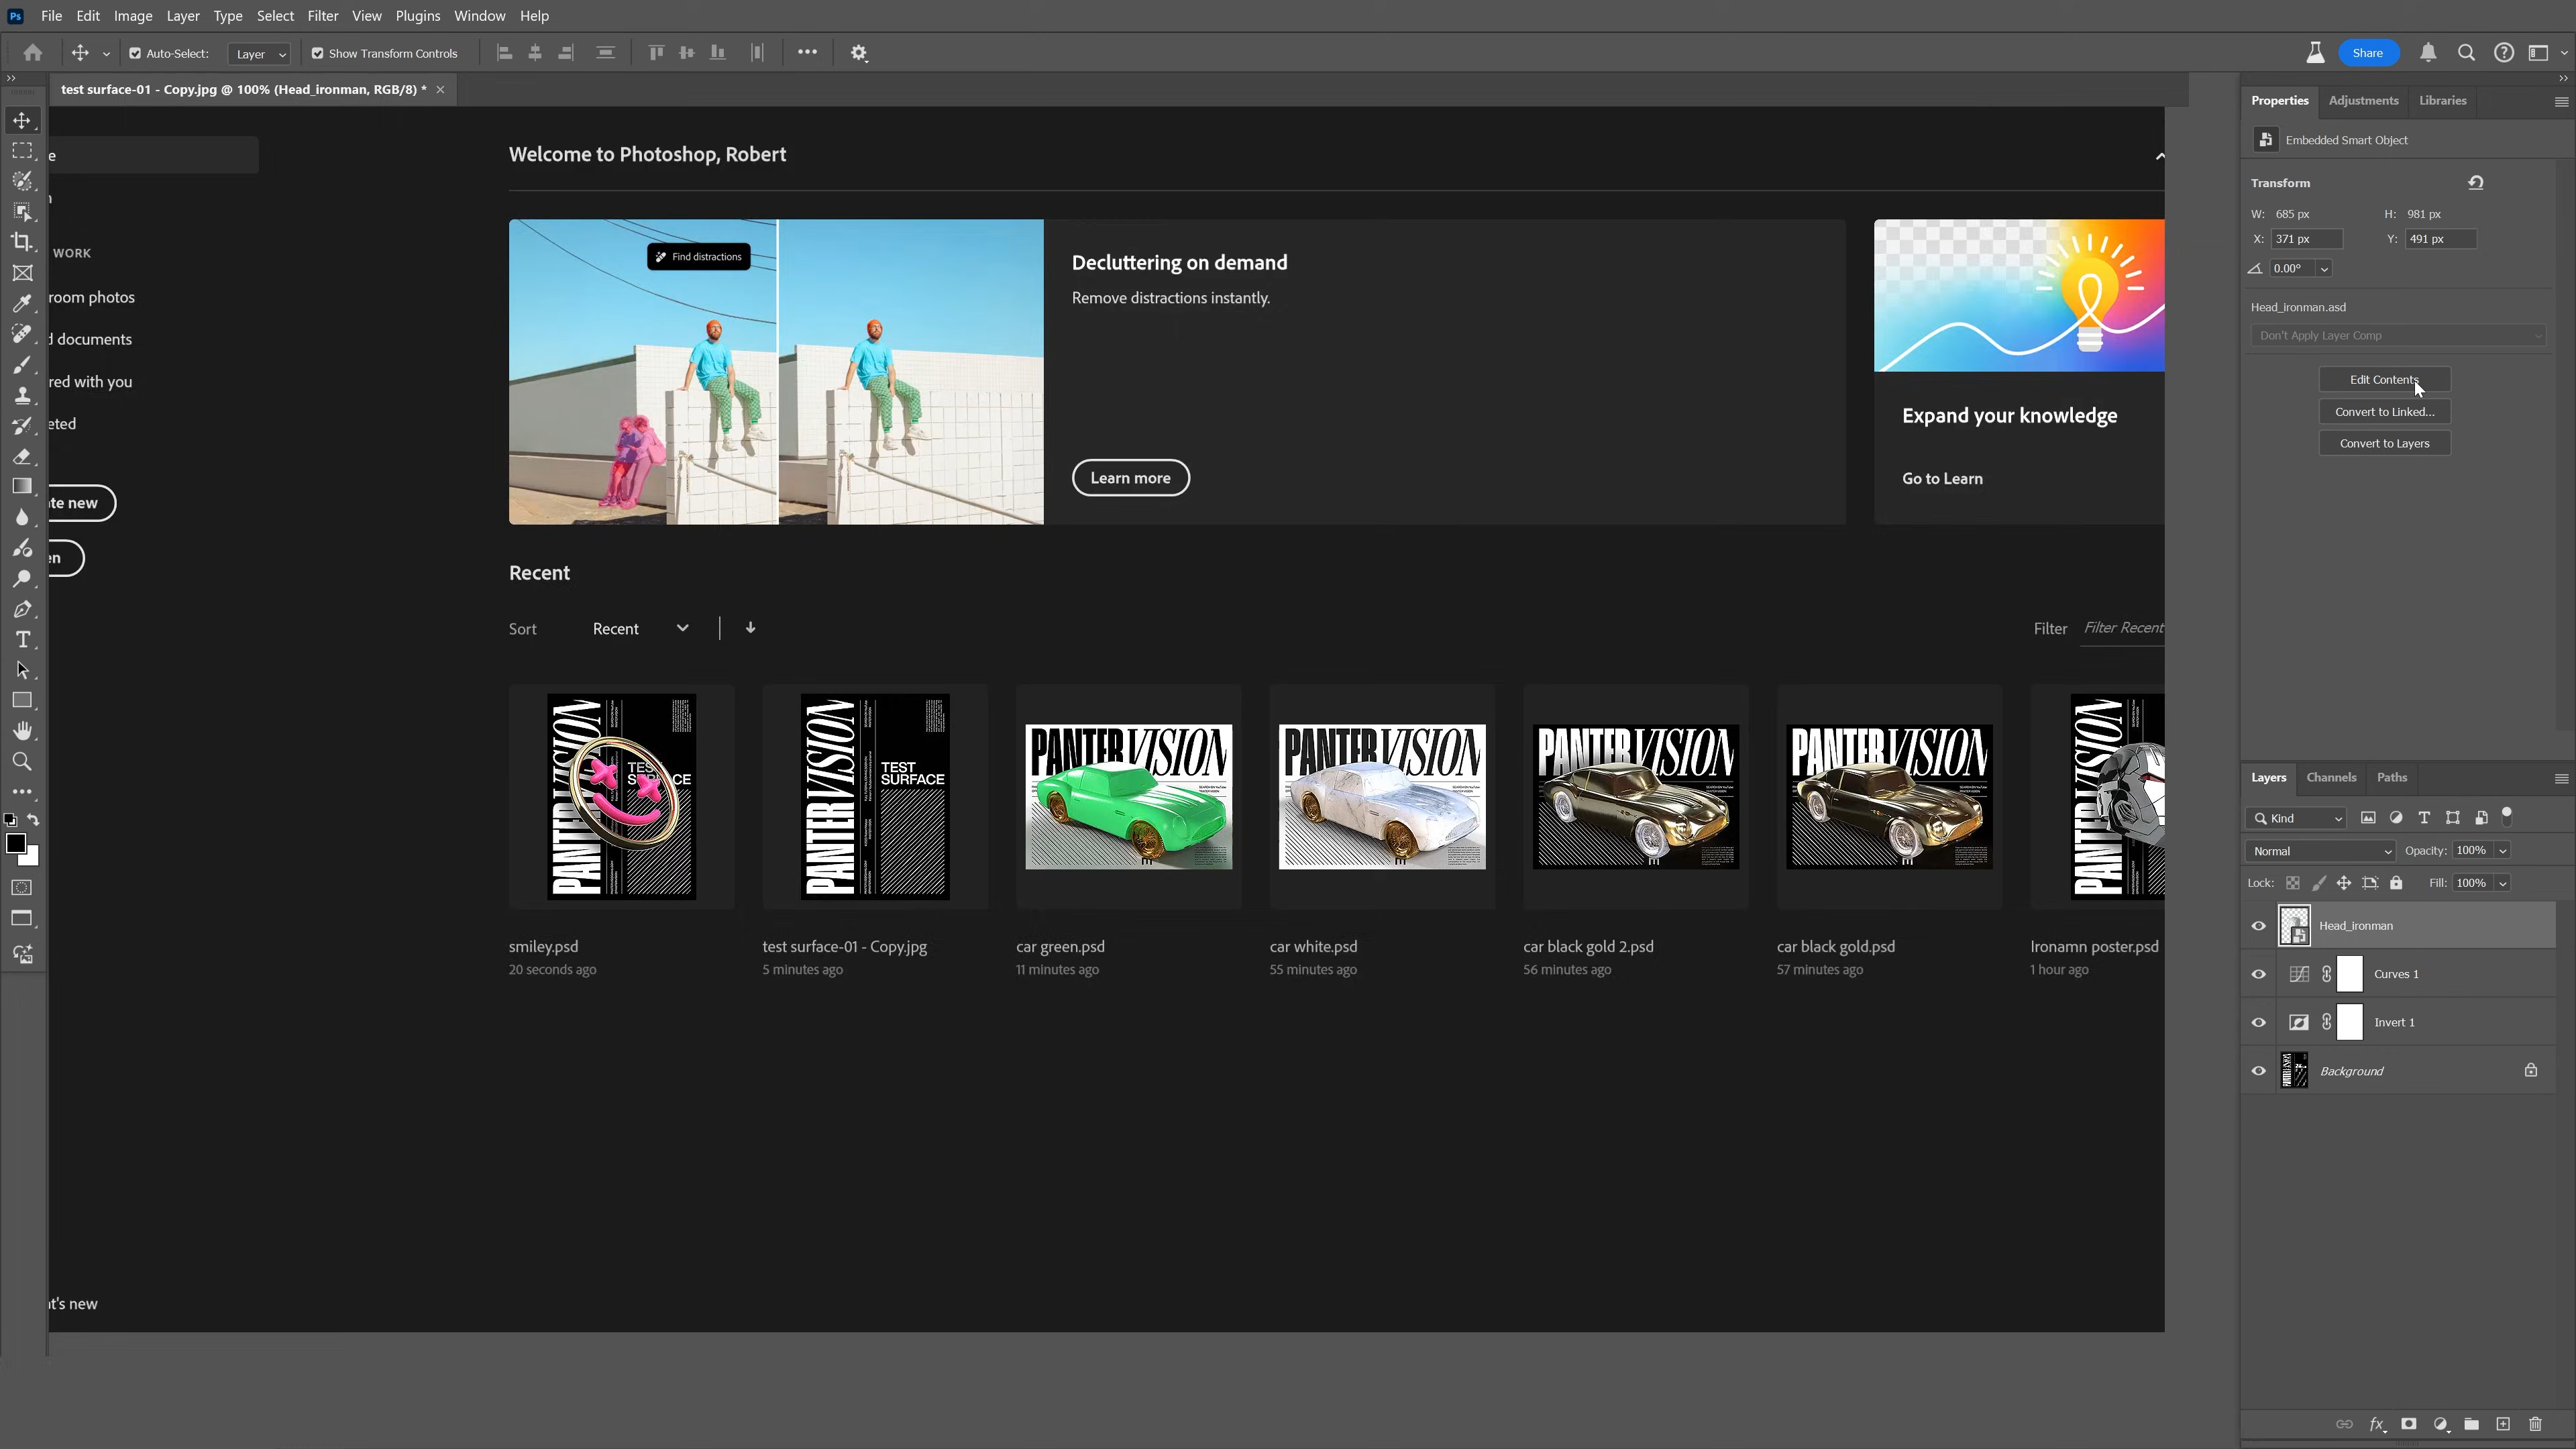 Ps File Edit Image Layer Type Select Filter View Plugins Window Help
Auto-Select: Layer Show Transform Controls
Share
test surface-01 - Copy.jpg @ 100% (Head_ironman, RGB/8) *
Properties Adjustments Libraries
Embedded Smart Object
Transform
W: 685 px H: 981 px
X: 371 px Y: 491 px
0.00°
Head_ironman.asd
Don't Apply Layer Comp
Edit Contents
Convert to Linked...
Convert to Layers
e
WORK
room photos
d documents
red with you
eted
te new
en
at's new
Welcome to Photoshop, Robert
Find distractions
Decluttering on demand
Remove distractions instantly.
Learn more
Expand your knowledge
Go to Learn
Recent
Sort Recent
Filter Filter Recent
PANTERVISION
TEST
SURFACE
PANTERVISION
TEST
SURFACE
PANTERVISION
PANTERVISION
PANTERVISION
PANTERVISION
PANTERVISION
smiley.psd
20 seconds ago
test surface-01 - Copy.jpg
5 minutes ago
car green.psd
11 minutes ago
car white.psd
55 minutes ago
car black gold 2.psd
56 minutes ago
car black gold.psd
57 minutes ago
Ironamn poster.psd
1 hour ago
Layers Channels Paths
Kind
Normal Opacity: 100%
Lock: Fill: 100%
Head_ironman
Curves 1
Invert 1
Background
fx